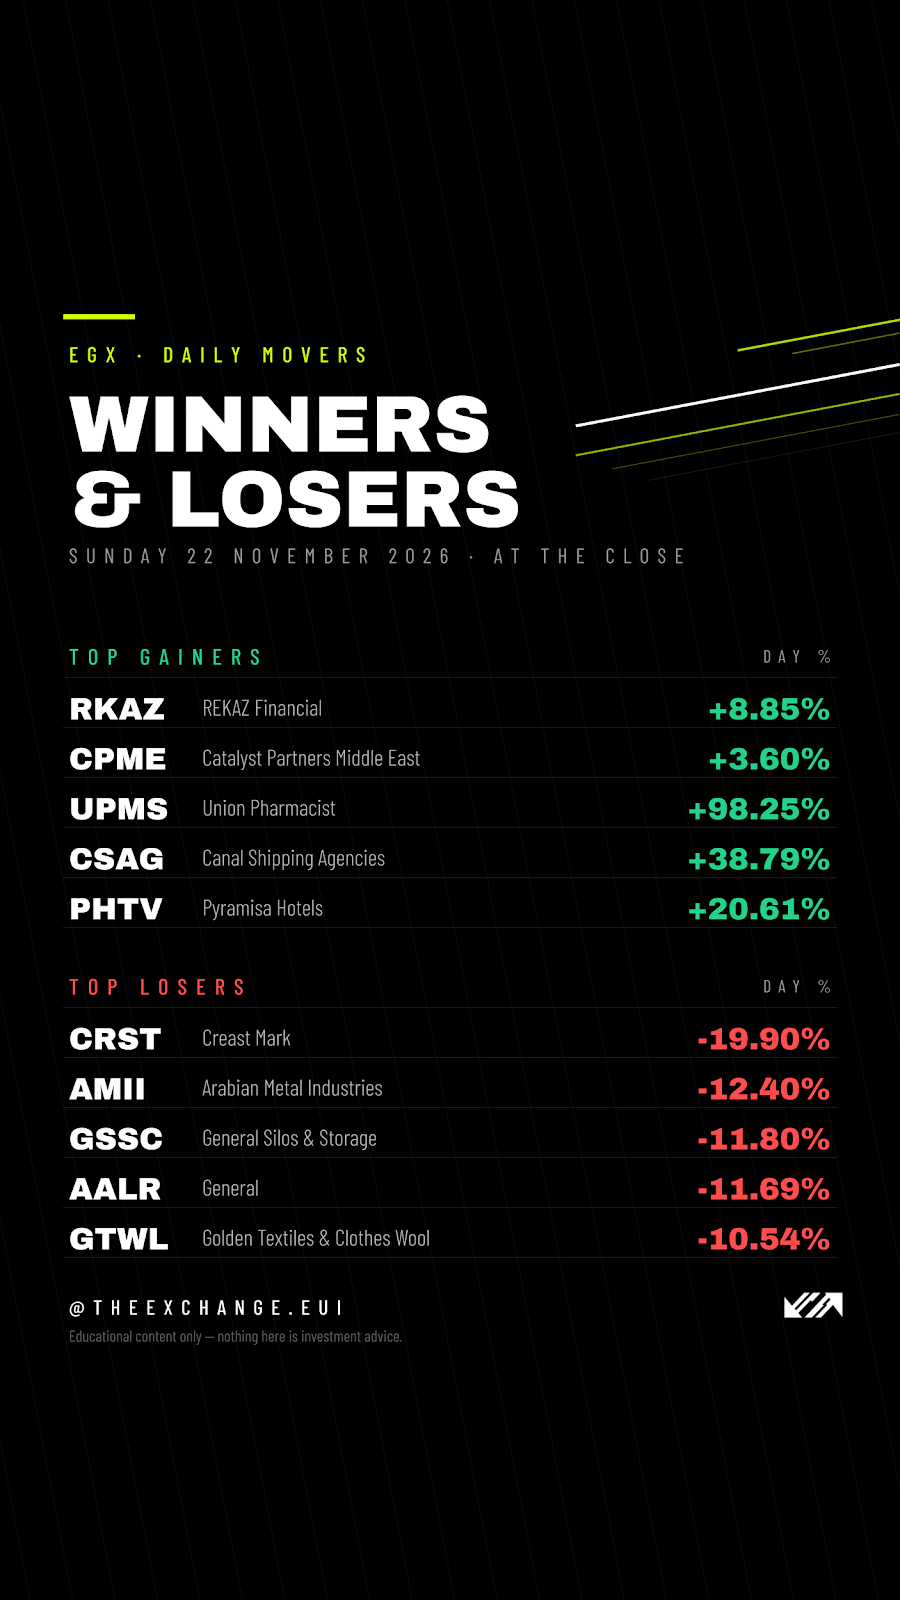 EGX · DAILY MOVERS
WINNERS
& LOSERS
SUNDAY 22 NOVEMBER 2026 · AT THE CLOSE
TOP GAINERS DAY %
RKAZ REKAZ Financial +8.85%
CPME Catalyst Partners Middle East +3.60%
UPMS Union Pharmacist +98.25%
CSAG Canal Shipping Agencies +38.79%
PHTV Pyramisa Hotels +20.61%
TOP LOSERS DAY %
CRST Creast Mark -19.90%
AMII Arabian Metal Industries -12.40%
GSSC General Silos & Storage -11.80%
AALR General -11.69%
GTWL Golden Textiles & Clothes Wool -10.54%
@THEEXCHANGE.EUI
Educational content only — nothing here is investment advice.